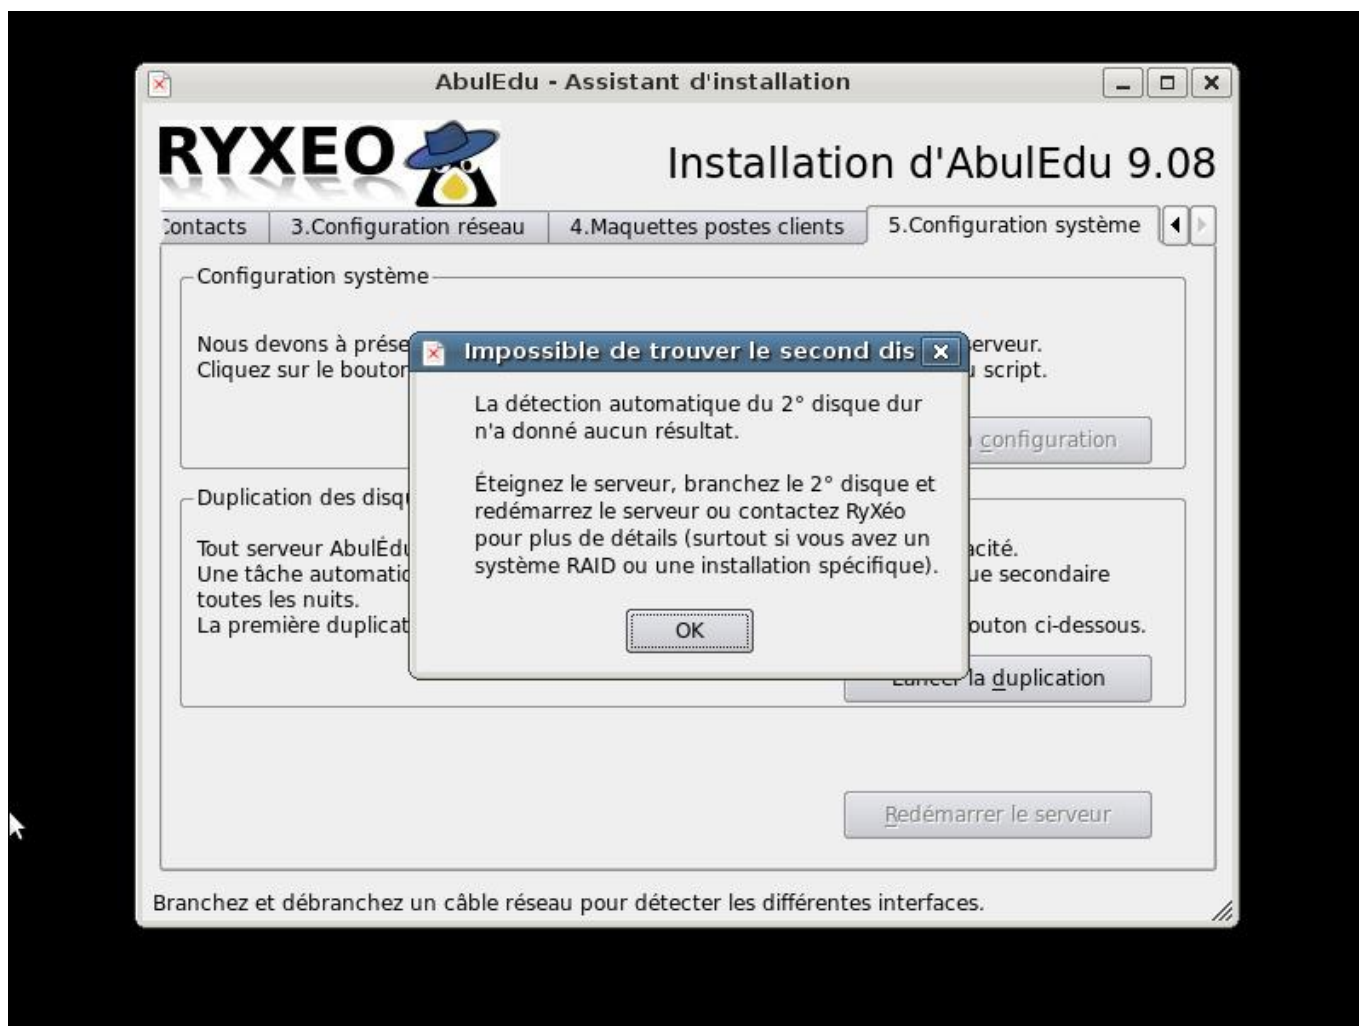 AbulEdu - Assistant d'installation
RYXEO
Installation d'AbulEdu 9.08
Contacts
3.Configuration réseau
4.Maquettes postes clients
5.Configuration système
Configuration système
Nous devons à prése
erveur.
Cliquez sur le bouton
u script.
configuration
Impossible de trouver le second dis
La détection automatique du 2° disque dur
n'a donné aucun résultat.
Éteignez le serveur, branchez le 2° disque et
redémarrez le serveur ou contactez RyXéo
pour plus de détails (surtout si vous avez un
système RAID ou une installation spécifique).
OK
Duplication des disqu
Tout serveur AbulÉdu
acité.
Une tâche automatiq
ue secondaire
toutes les nuits.
La première duplicat
outon ci-dessous.
Lancer la duplication
Redémarrer le serveur
Branchez et débranchez un câble réseau pour détecter les différentes interfaces.